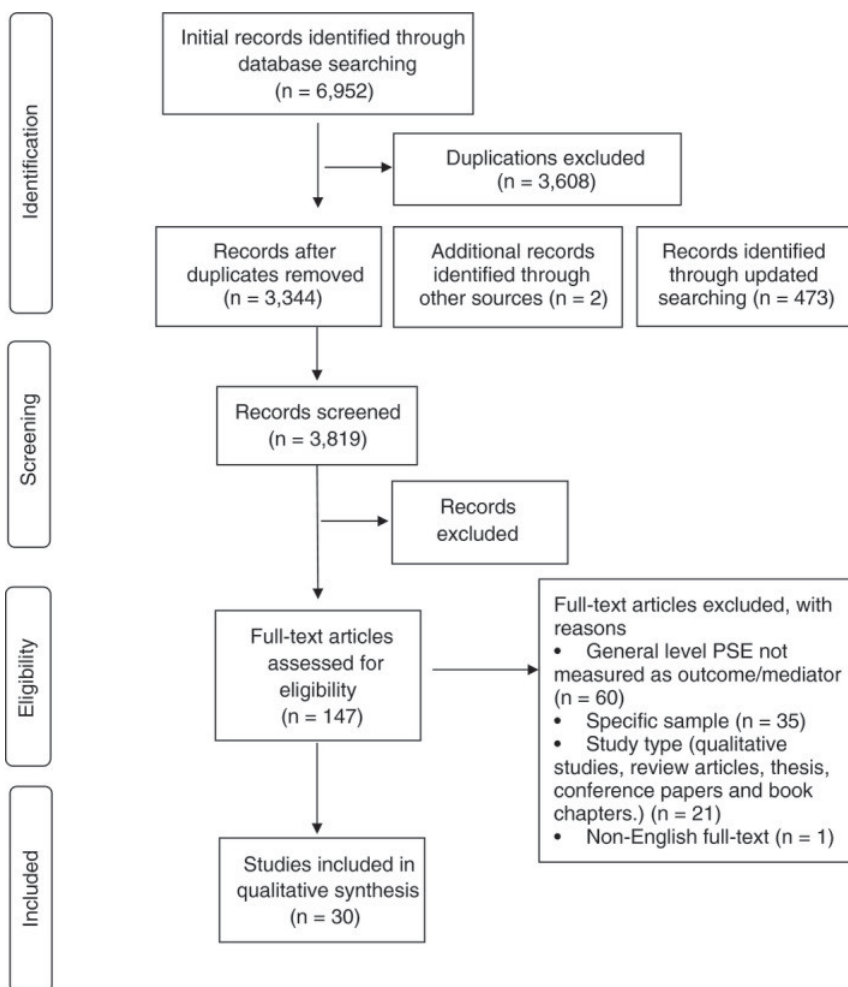 Identification
Initial records identified through
database searching
(n = 6,952)
Duplications excluded
(n = 3,608)
Records after
duplicates removed
(n = 3,344)
Additional records
identified through
other sources (n = 2)
Records identified
through updated
searching (n = 473)
Screening
Records screened
(n = 3,819)
Records
excluded
Eligibility
Full-text articles
assessed for
eligibility
(n = 147)
Full-text articles excluded, with
reasons
• General level PSE not
measured as outcome/mediator
(n = 60)
• Specific sample (n = 35)
• Study type (qualitative
studies, review articles, thesis,
conference papers and book
chapters.) (n = 21)
• Non-English full-text (n = 1)
Included
Studies included in
qualitative synthesis
(n = 30)